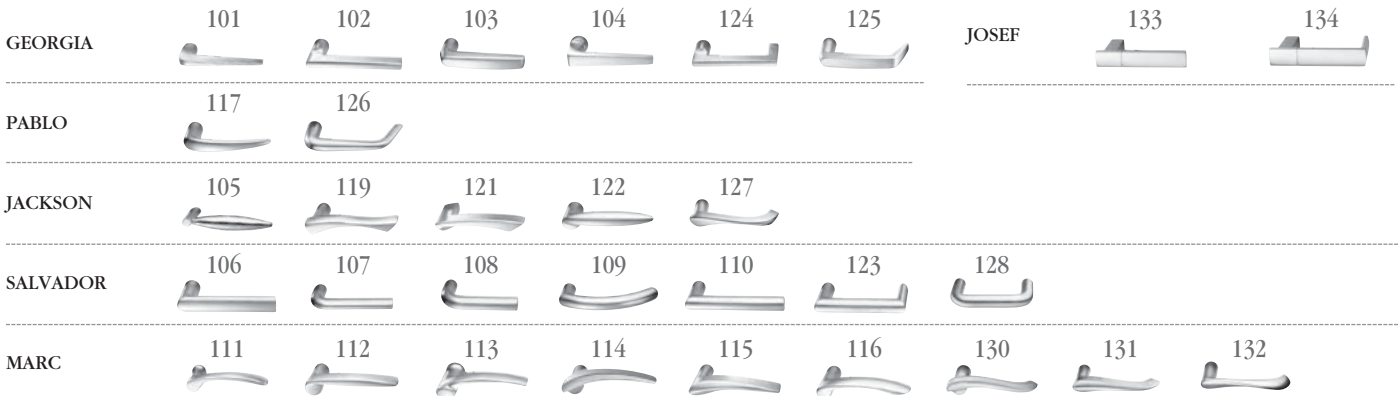 101 102 103 104 124 125
GEORGIA
133 134
JOSEF
117 126
PABLO
105 119 121 122 127
JACKSON
106 107 108 109 110 123 128
SALVADOR
111 112 113 114 115 116 130 131 132
MARC